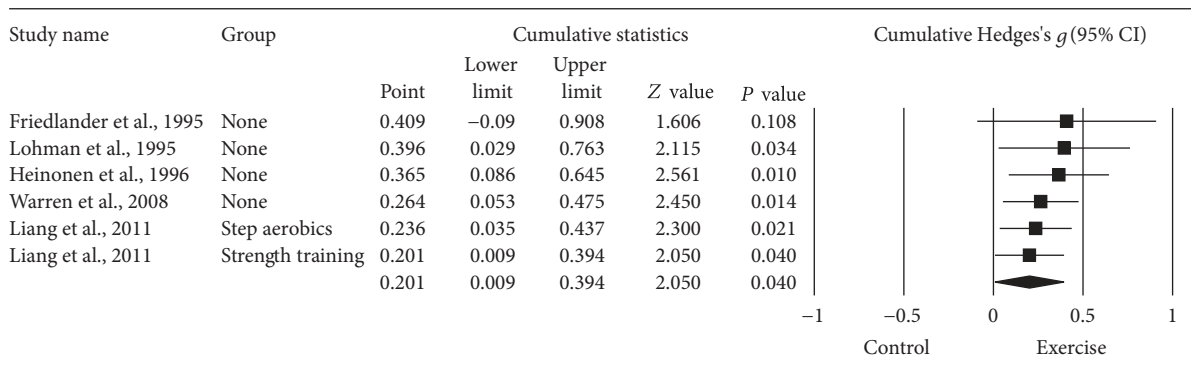 Study name Group Cumulative statistics Cumulative Hedges's g (95% CI)
Point Lower limit Upper limit Z value P value
Friedlander et al., 1995 None 0.409 −0.09 0.908 1.606 0.108
Lohman et al., 1995 None 0.396 0.029 0.763 2.115 0.034
Heinonen et al., 1996 None 0.365 0.086 0.645 2.561 0.010
Warren et al., 2008 None 0.264 0.053 0.475 2.450 0.014
Liang et al., 2011 Step aerobics 0.236 0.035 0.437 2.300 0.021
Liang et al., 2011 Strength training 0.201 0.009 0.394 2.050 0.040
0.201 0.009 0.394 2.050 0.040
−1 −0.5 0 0.5 1
Control Exercise